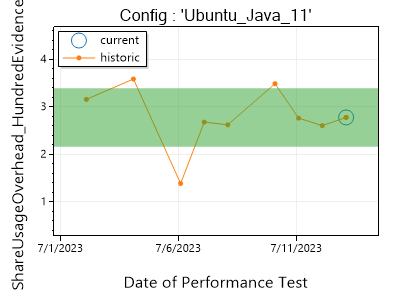 Config : 'Ubuntu_Java_11'
current
historic
ShareUsageOverhead_HundredEvidence
4
3
2
1
7/1/2023
7/6/2023
7/11/2023
Date of Performance Test